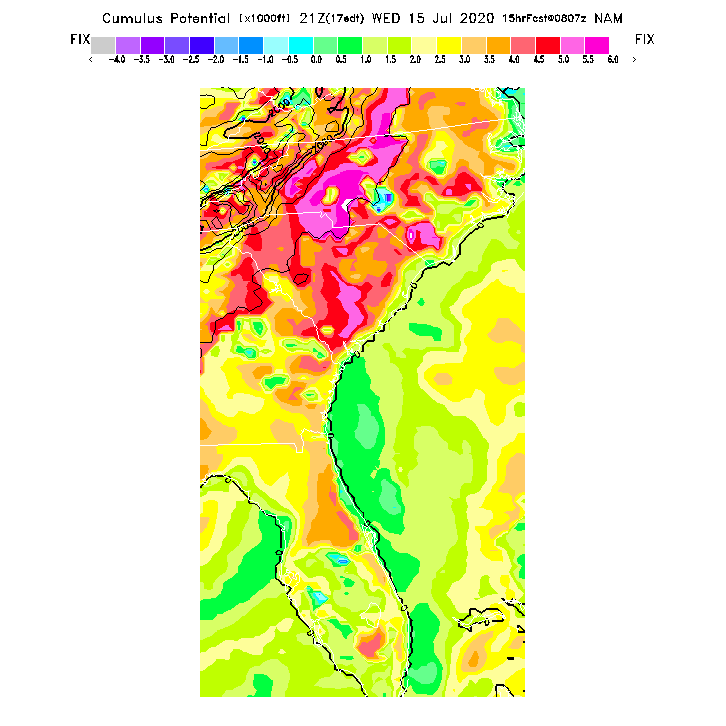 Cumulus Potential [x1000ft] 21Z(17edt) WED 15 Jul 2020 15hrFcst@0807z NAM
FIX FIX
< -4.0 -3.5 -3.0 -2.5 -2.0 -1.5 -1.0 -0.5 0.0 0.5 1.0 1.5 2.0 2.5 3.0 3.5 4.0 4.5 5.0 5.5 6.0 >